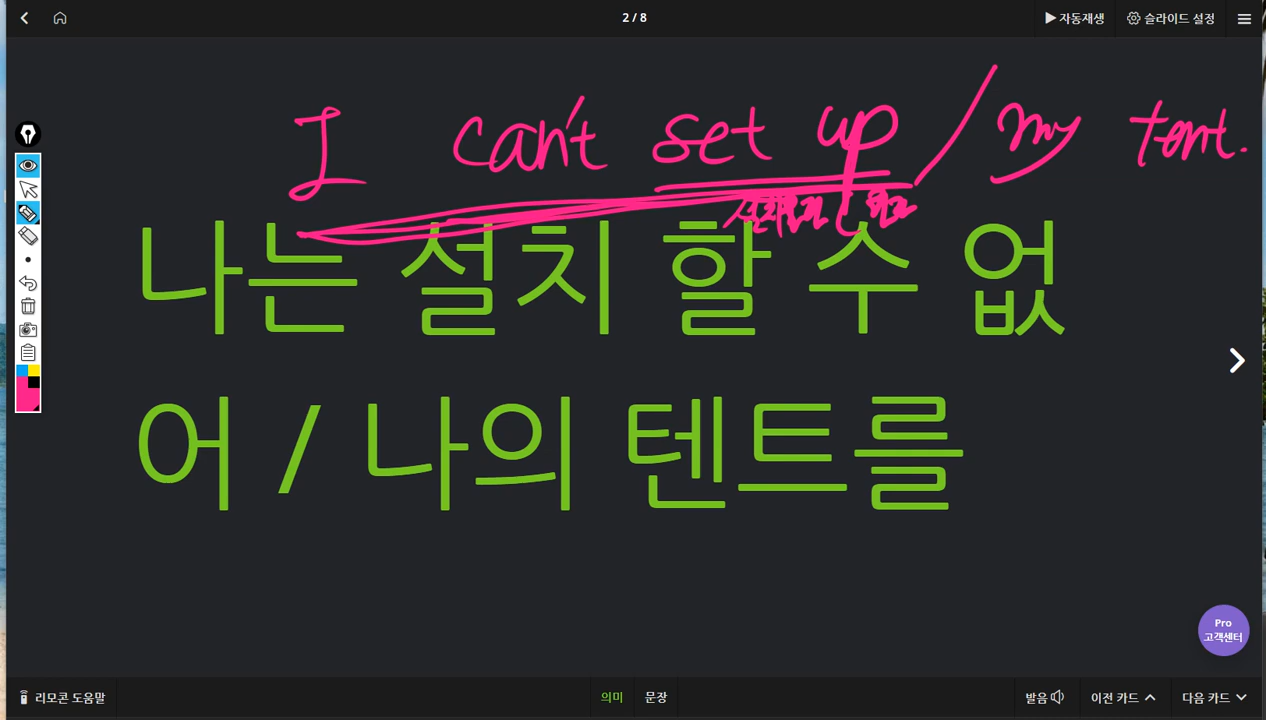 2 / 8
자동재생
슬라이드 설정
I can't set up / my tent.
나는 설치 할 수 없
어 / 나의 텐트를
Pro
고객센터
리모콘 도움말
의미
문장
발음
이전 카드
다음 카드